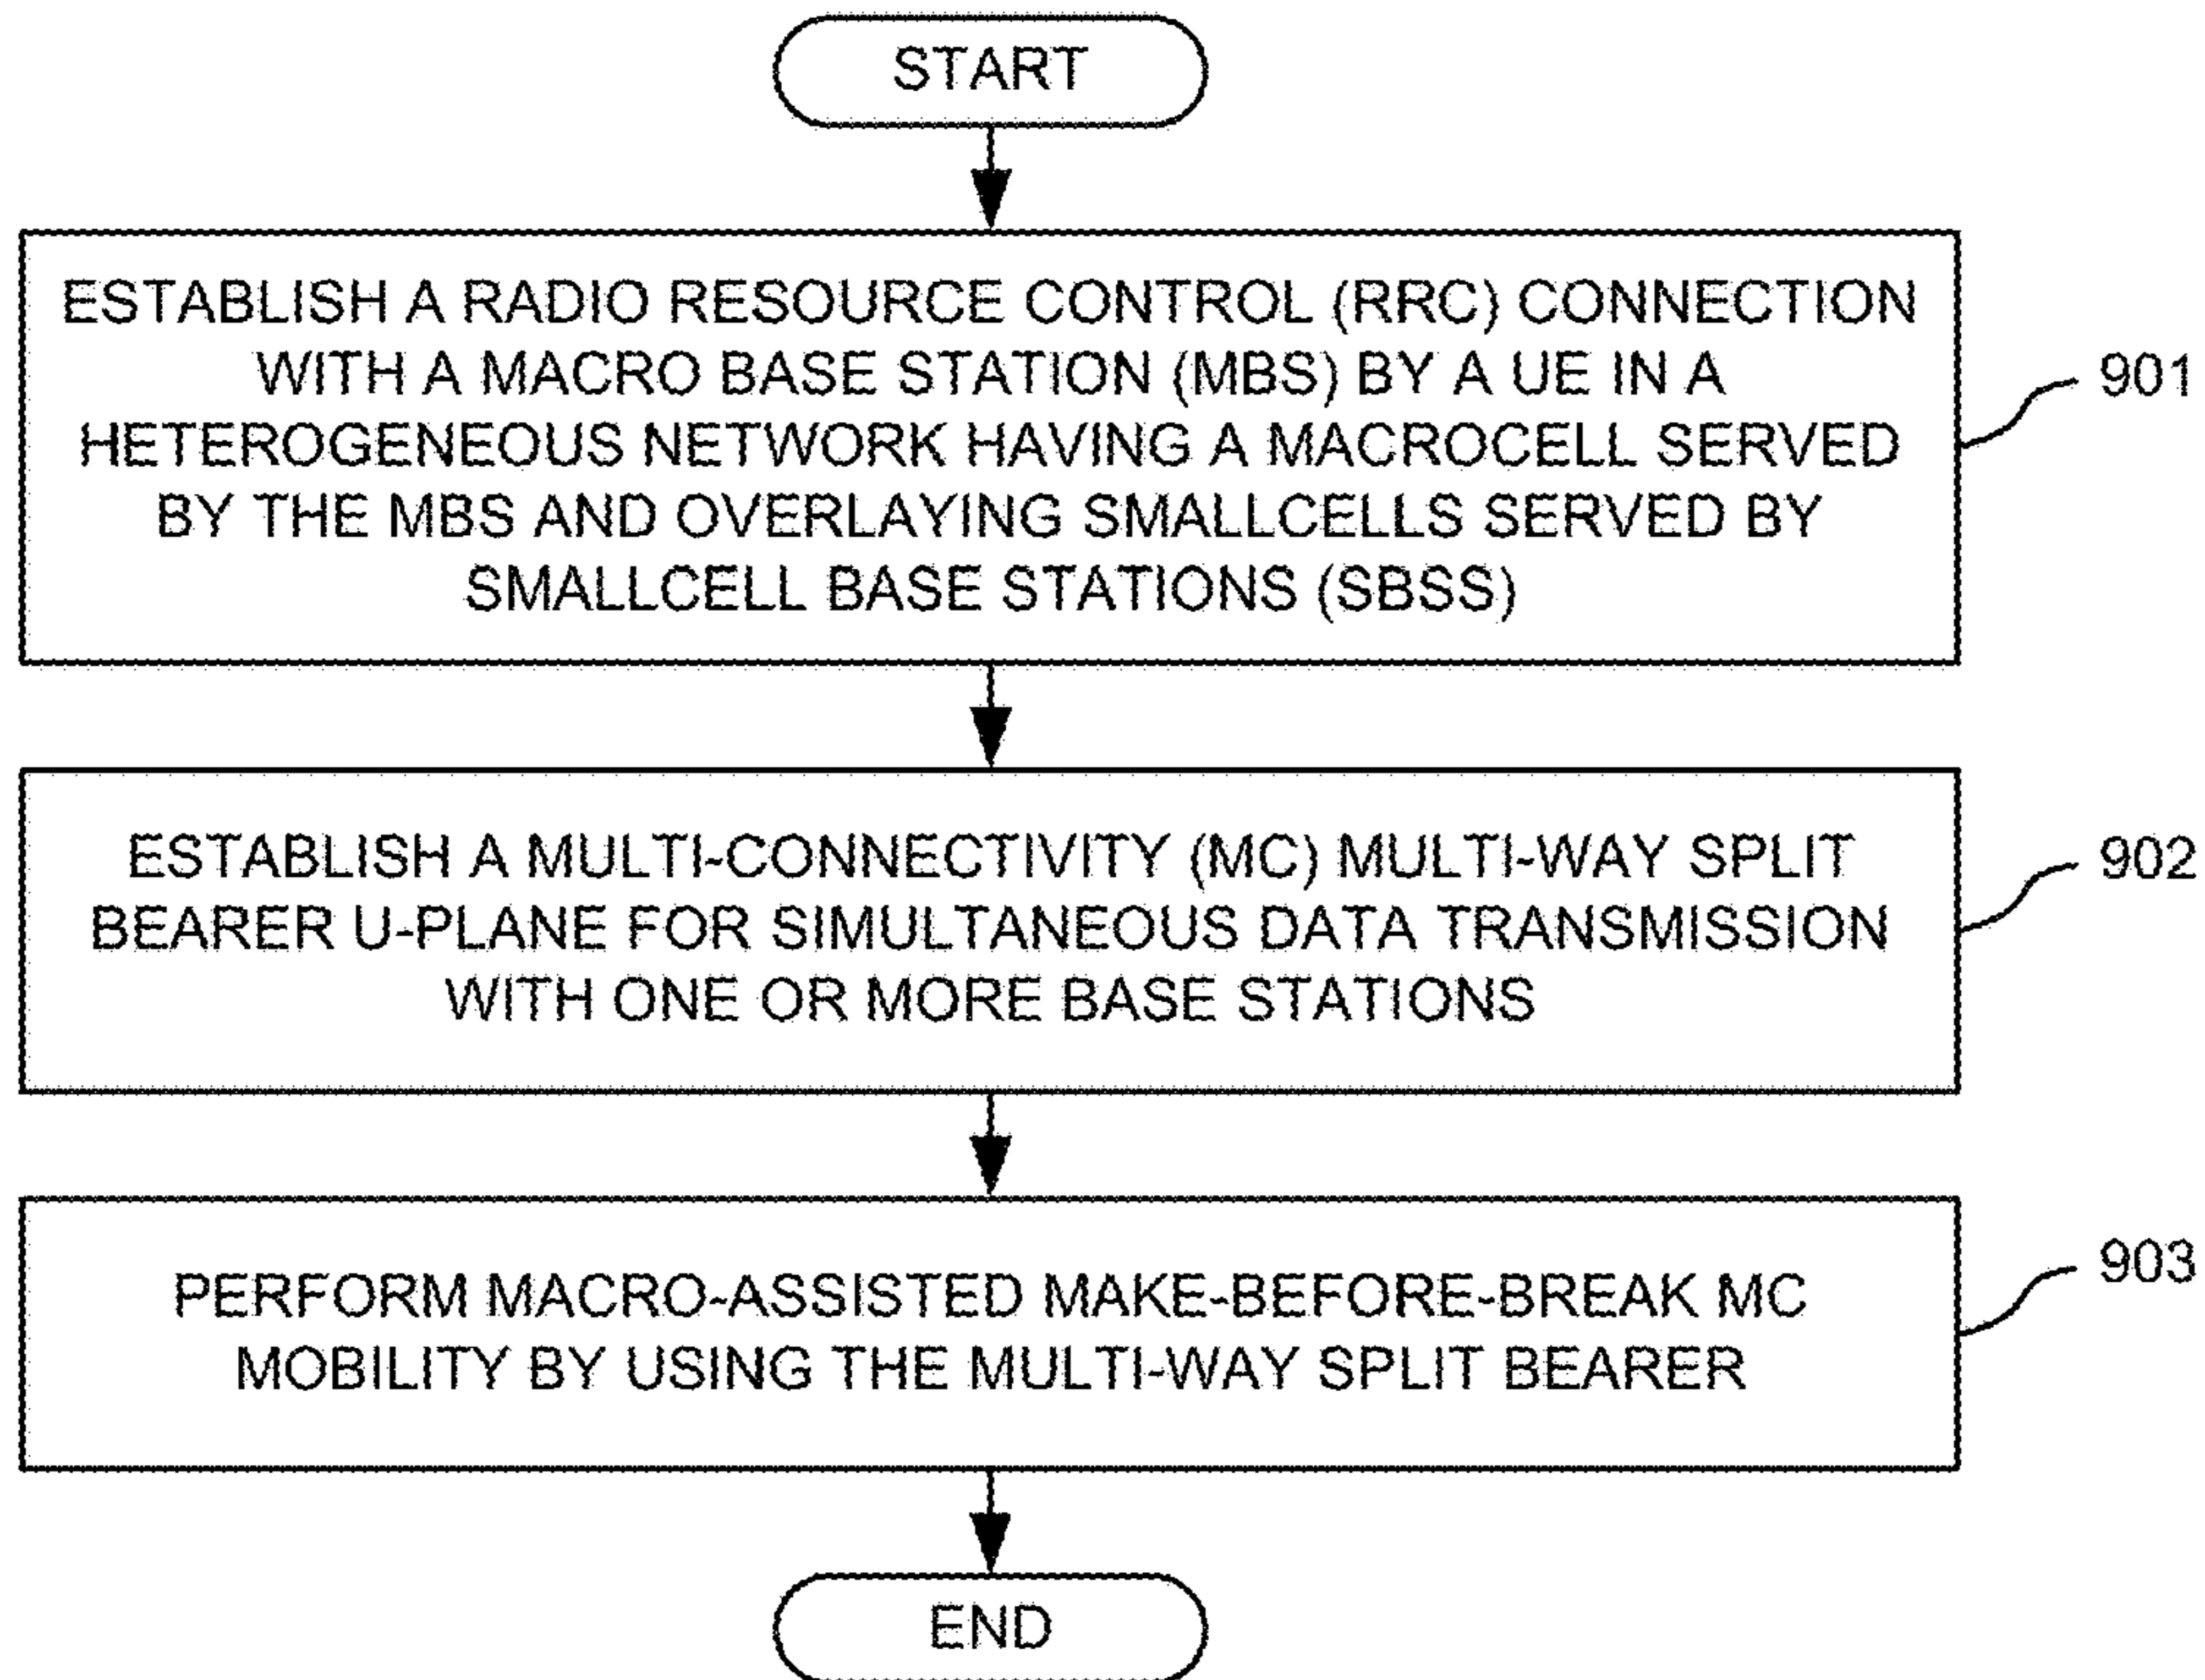 START
ESTABLISH A RADIO RESOURCE CONTROL (RRC) CONNECTION
WITH A MACRO BASE STATION (MBS) BY A UE IN A
HETEROGENEOUS NETWORK HAVING A MACROCELL SERVED
BY THE MBS AND OVERLAYING SMALLCELLS SERVED BY
SMALLCELL BASE STATIONS (SBSS)
901
ESTABLISH A MULTI-CONNECTIVITY (MC) MULTI-WAY SPLIT
BEARER U-PLANE FOR SIMULTANEOUS DATA TRANSMISSION
WITH ONE OR MORE BASE STATIONS
902
PERFORM MACRO-ASSISTED MAKE-BEFORE-BREAK MC
MOBILITY BY USING THE MULTI-WAY SPLIT BEARER
903
END